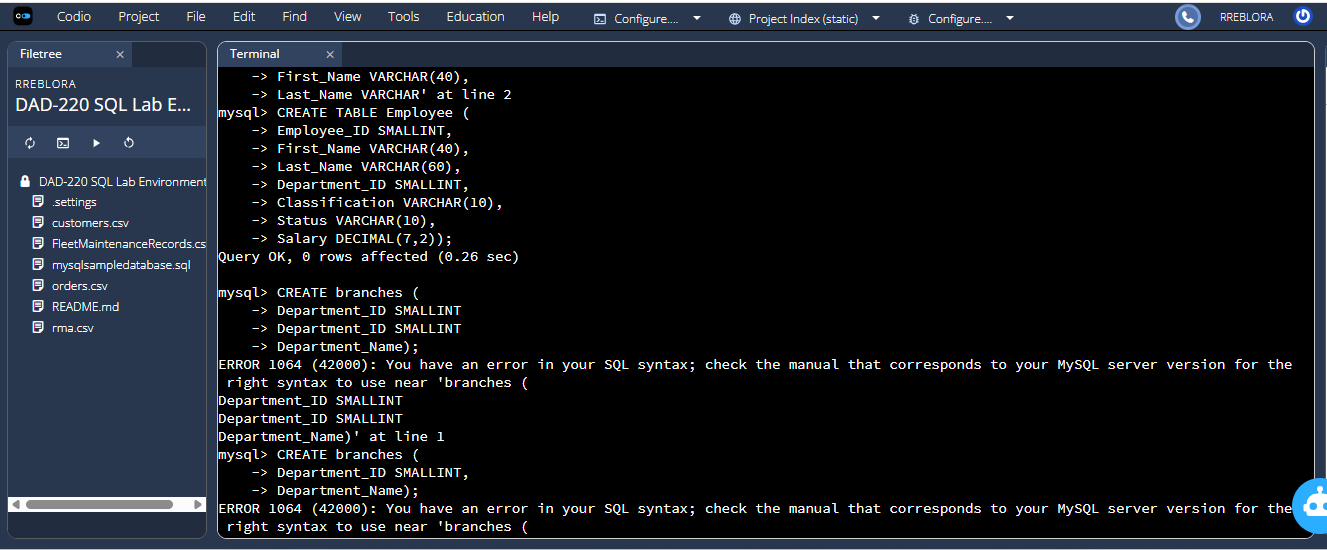 Codio Project File Edit Find View Tools Education Help Configure.... Project Index (static) Configure.... RREBLORA
Filetree ×
RREBLORA
DAD-220 SQL Lab E...
DAD-220 SQL Lab Environment
.settings
customers.csv
FleetMaintenanceRecords.cs
mysqlsampledatabase.sql
orders.csv
README.md
rma.csv
Terminal ×
-> First_Name VARCHAR(40),
-> Last_Name VARCHAR' at line 2
mysql> CREATE TABLE Employee (
-> Employee_ID SMALLINT,
-> First_Name VARCHAR(40),
-> Last_Name VARCHAR(60),
-> Department_ID SMALLINT,
-> Classification VARCHAR(10),
-> Status VARCHAR(10),
-> Salary DECIMAL(7,2));
Query OK, 0 rows affected (0.26 sec)
mysql> CREATE branches (
-> Department_ID SMALLINT
-> Department_ID SMALLINT
-> Department_Name);
ERROR 1064 (42000): You have an error in your SQL syntax; check the manual that corresponds to your MySQL server version for the
right syntax to use near 'branches (
Department_ID SMALLINT
Department_ID SMALLINT
Department_Name)' at line 1
mysql> CREATE branches (
-> Department_ID SMALLINT,
-> Department_Name);
ERROR 1064 (42000): You have an error in your SQL syntax; check the manual that corresponds to your MySQL server version for the
right syntax to use near 'branches (